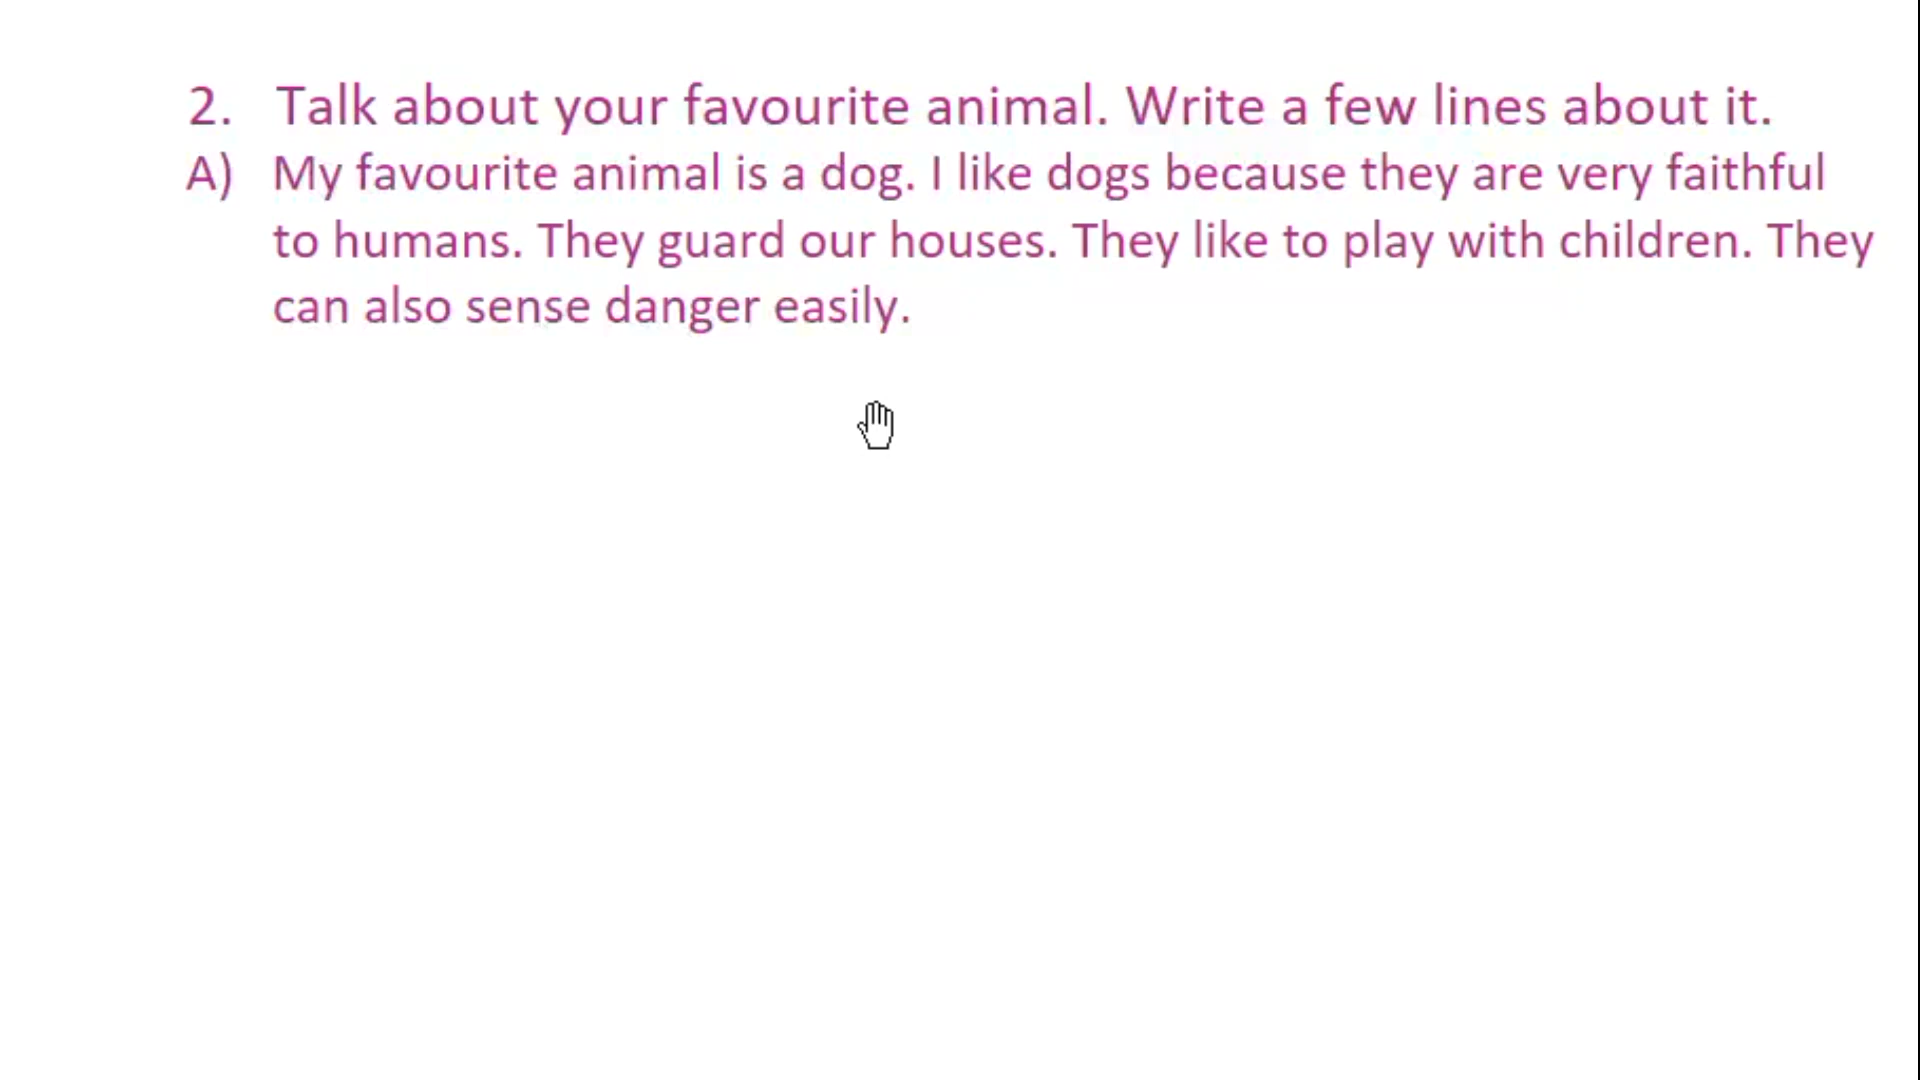 2. Talk about your favourite animal. Write a few lines about it.
A) My favourite animal is a dog. I like dogs because they are very faithful
to humans. They guard our houses. They like to play with children. They
can also sense danger easily.